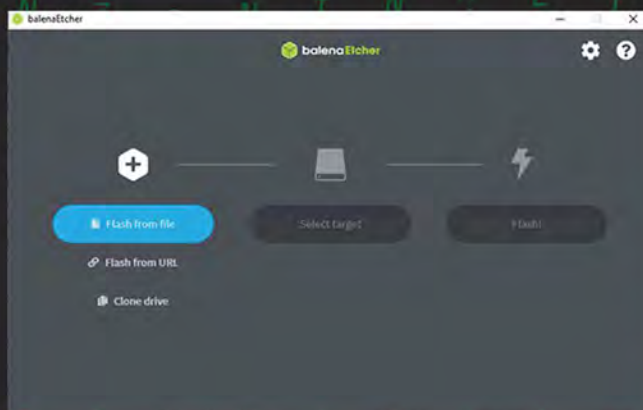 balenaEtcher
balenaEtcher
Flash from file
Select target
Flash!
Flash from URL
Clone drive